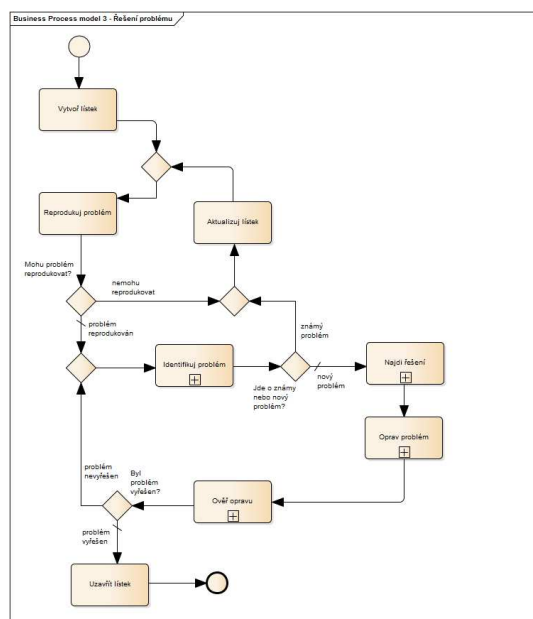 Business Process model 3 - Řešení problému
Vytvoř lístek
Reprodukuj problém
Aktualizuj lístek
Mohu problém
reprodukovat?
nemohu
reprodukovat
problém
reprodukován
známý
problém
Identifikuj problém
Najdi řešení
nový
problém
Jde o známy
nebo nový
problém?
Oprav problém
problém
nevyřešen
Byl
problém
vyřešen?
Ověř opravu
problém
vyřešen
Uzavřít lístek